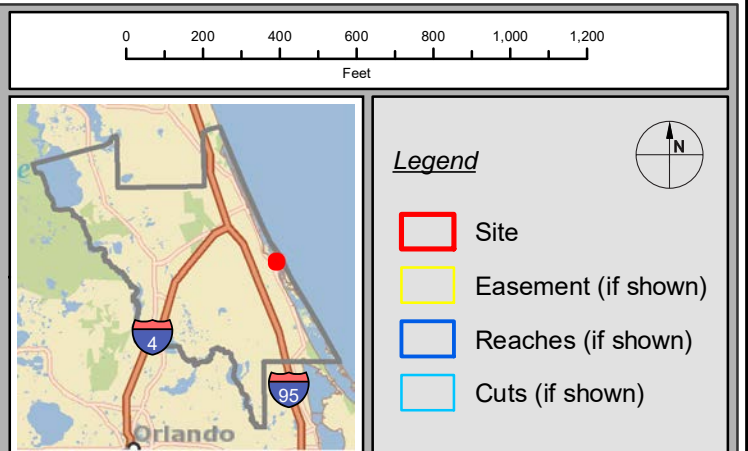 0 200 400 600 800 1,000 1,200
Feet
4
95
Orlando
N
Legend
Site
Easement (if shown)
Reaches (if shown)
Cuts (if shown)